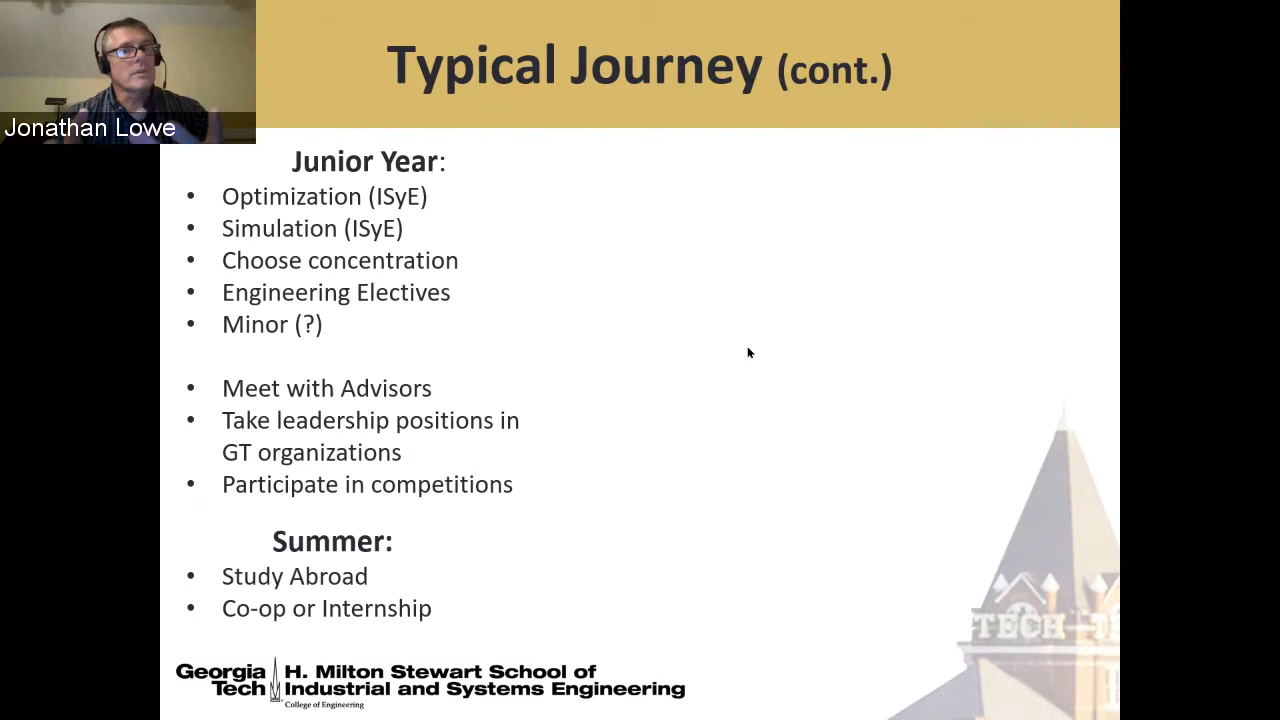 Typical Journey (cont.)
Jonathan Lowe
Junior Year:
• Optimization (ISyE)
• Simulation (ISyE)
• Choose concentration
• Engineering Electives
• Minor (?)
• Meet with Advisors
• Take leadership positions in
GT organizations
• Participate in competitions
Summer:
• Study Abroad
• Co-op or Internship
TECH
Georgia
Tech
H. Milton Stewart School of
Industrial and Systems Engineering
College of Engineering